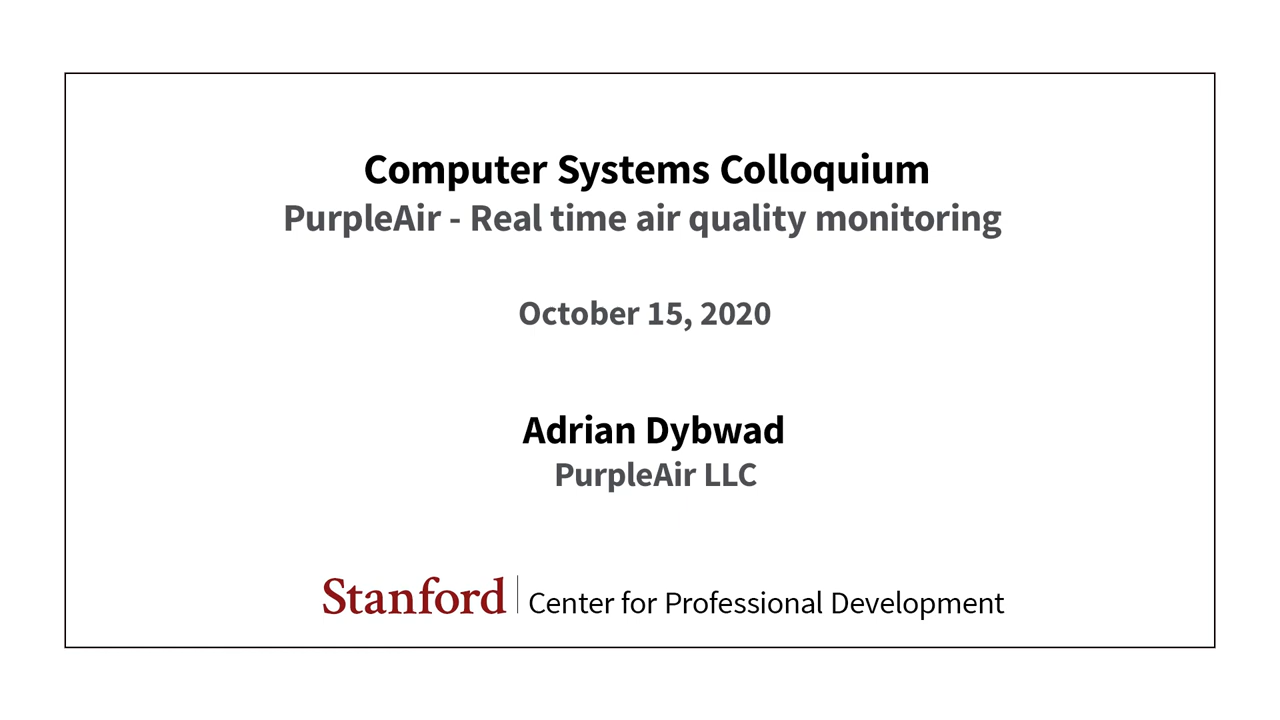 Computer Systems Colloquium
PurpleAir - Real time air quality monitoring
October 15, 2020
Adrian Dybwad
PurpleAir LLC
Stanford Center for Professional Development